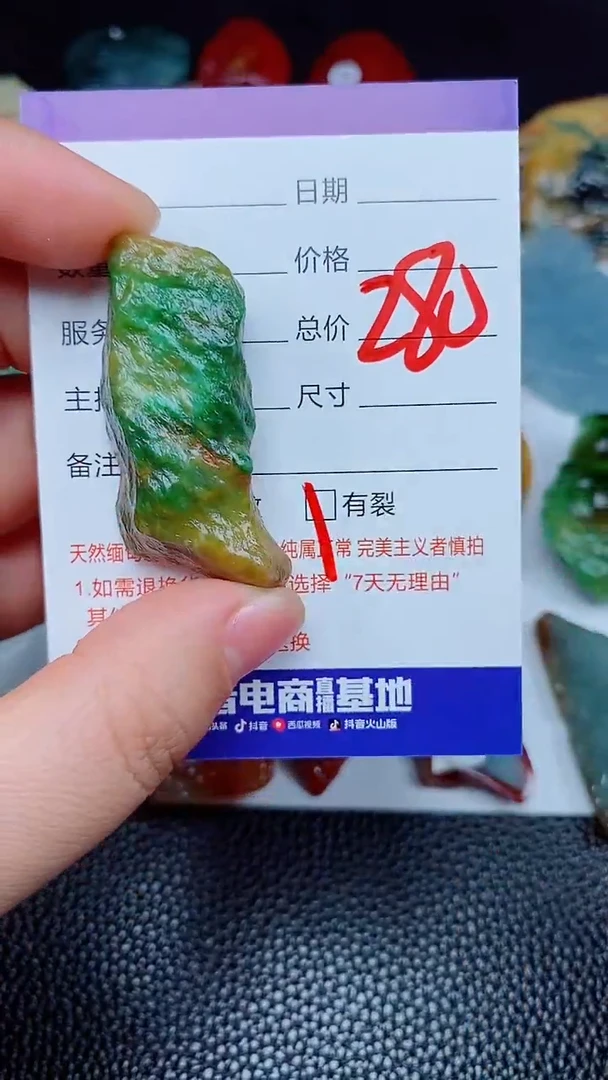 日期
价格
280
服务
总价
尺寸
备注
有裂
天然缅 纯属正常 完美主义者慎拍
1.如需退换 选择“7天无理由”
换
电商直播基地
抖音 西瓜视频 抖音火山版